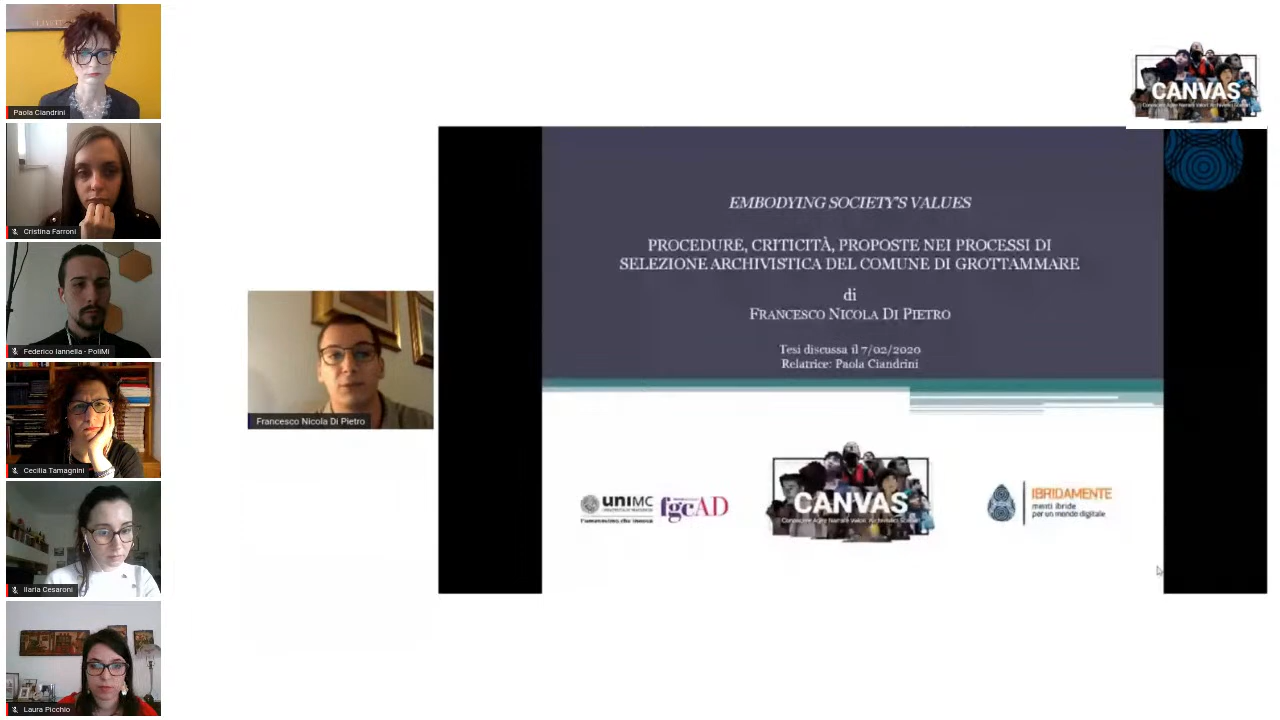 Paola Ciandrini
Cristina Farroni
Federico Iannella - PoliMi
Cecilia Tamagnini
Ilaria Cesaroni
Laura Picchio
Francesco Nicola Di Pietro
CANVAS
EMBODYING SOCIETY'S VALUES
PROCEDURE, CRITICITÀ, PROPOSTE NEI PROCESSI DI
SELEZIONE ARCHIVISTICA DEL COMUNE DI GROTTAMMARE
di
FRANCESCO NICOLA DI PIETRO
Tesi discussa il 7/02/2020
Relatrice: Paola Ciandrini
unimc
l'umanesimo che innova
fgcAD
CANVAS
IBRIDAMENTE
menti ibride
per un mondo digitale